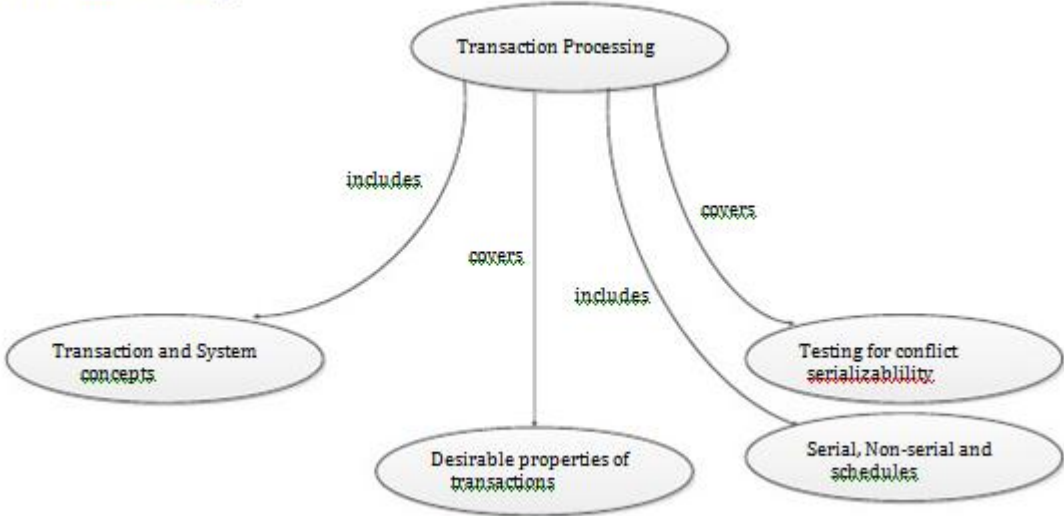 Transaction Processing
includes
covers
covers
includes
Transaction and System
concepts
Testing for conflict
serializablility
Desirable properties of
transactions
Serial, Non-serial and
schedules